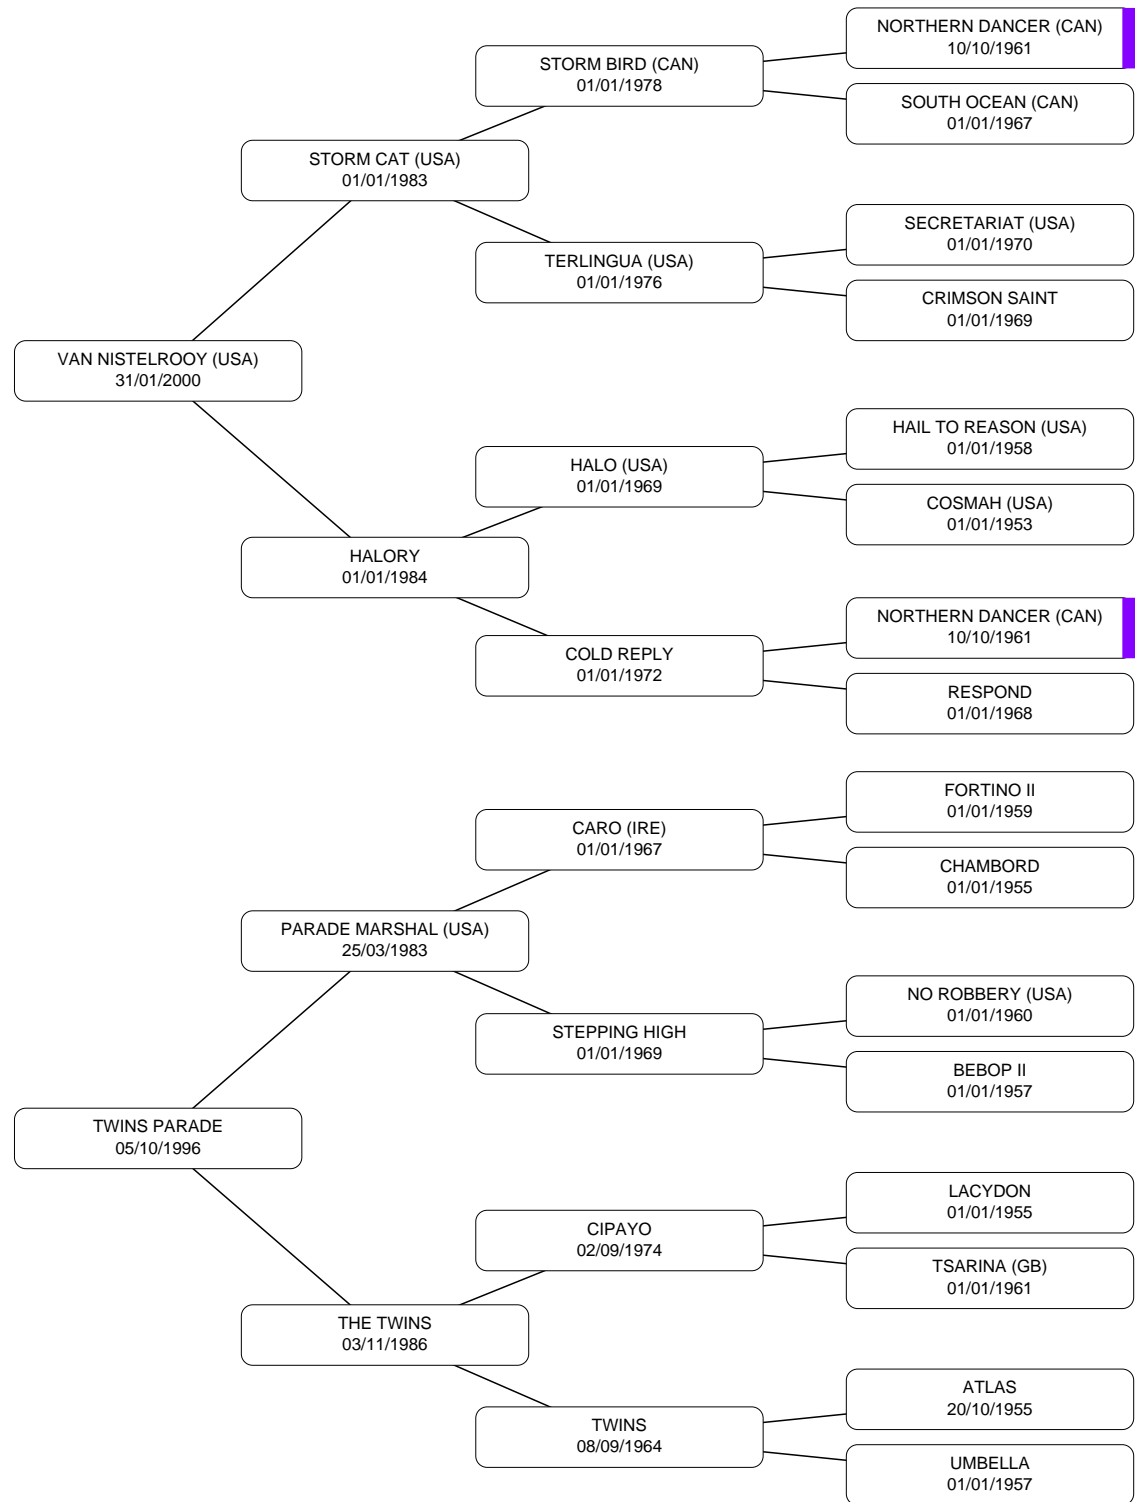 NORTHERN DANCER (CAN)
10/10/1961
STORM BIRD (CAN)
01/01/1978
SOUTH OCEAN (CAN)
01/01/1967
STORM CAT (USA)
01/01/1983
SECRETARIAT (USA)
01/01/1970
TERLINGUA (USA)
01/01/1976
CRIMSON SAINT
01/01/1969
VAN NISTELROOY (USA)
31/01/2000
HAIL TO REASON (USA)
01/01/1958
HALO (USA)
01/01/1969
COSMAH (USA)
01/01/1953
HALORY
01/01/1984
NORTHERN DANCER (CAN)
10/10/1961
COLD REPLY
01/01/1972
RESPOND
01/01/1968
FORTINO II
01/01/1959
CARO (IRE)
01/01/1967
CHAMBORD
01/01/1955
PARADE MARSHAL (USA)
25/03/1983
NO ROBBERY (USA)
01/01/1960
STEPPING HIGH
01/01/1969
BEBOP II
01/01/1957
TWINS PARADE
05/10/1996
LACYDON
01/01/1955
CIPAYO
02/09/1974
TSARINA (GB)
01/01/1961
THE TWINS
03/11/1986
ATLAS
20/10/1955
TWINS
08/09/1964
UMBELLA
01/01/1957